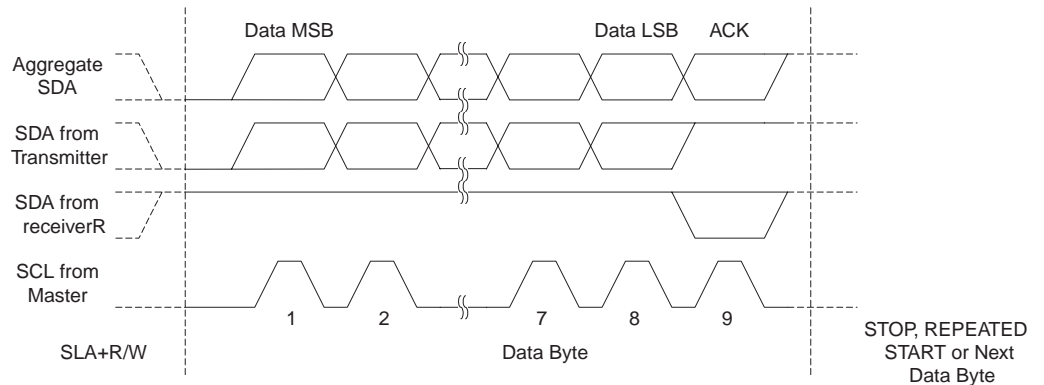 Data MSB
Data LSB
ACK
Aggregate
SDA
SDA from
Transmitter
SDA from
receiverR
SCL from
Master
1
2
7
8
9
SLA+R/W
Data Byte
STOP, REPEATED
START or Next
Data Byte